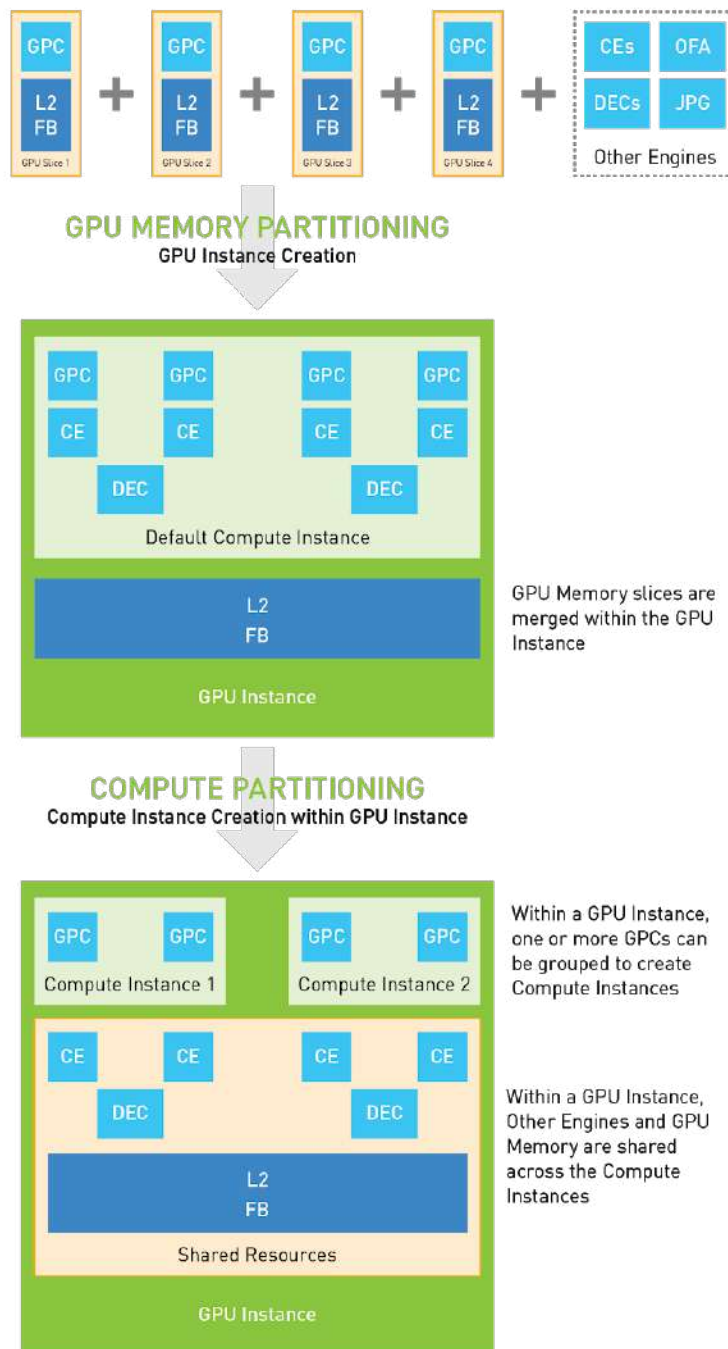 GPC GPC GPC GPC CEs OFA
L2 L2 L2 L2 DECs JPG
FB FB FB FB
GPU Slice 1 GPU Slice 2 GPU Slice 3 GPU Slice 4 Other Engines
GPU MEMORY PARTITIONING
GPU Instance Creation
GPC GPC GPC GPC
CE CE CE CE
DEC DEC
Default Compute Instance
L2
FB
GPU Instance
GPU Memory slices are
merged within the GPU
Instance
COMPUTE PARTITIONING
Compute Instance Creation within GPU Instance
GPC GPC GPC GPC
Compute Instance 1 Compute Instance 2
Within a GPU Instance,
one or more GPCs can
be grouped to create
Compute Instances
CE CE CE CE
DEC DEC
L2
FB
Shared Resources
GPU Instance
Within a GPU Instance,
Other Engines and GPU
Memory are shared
across the Compute
Instances